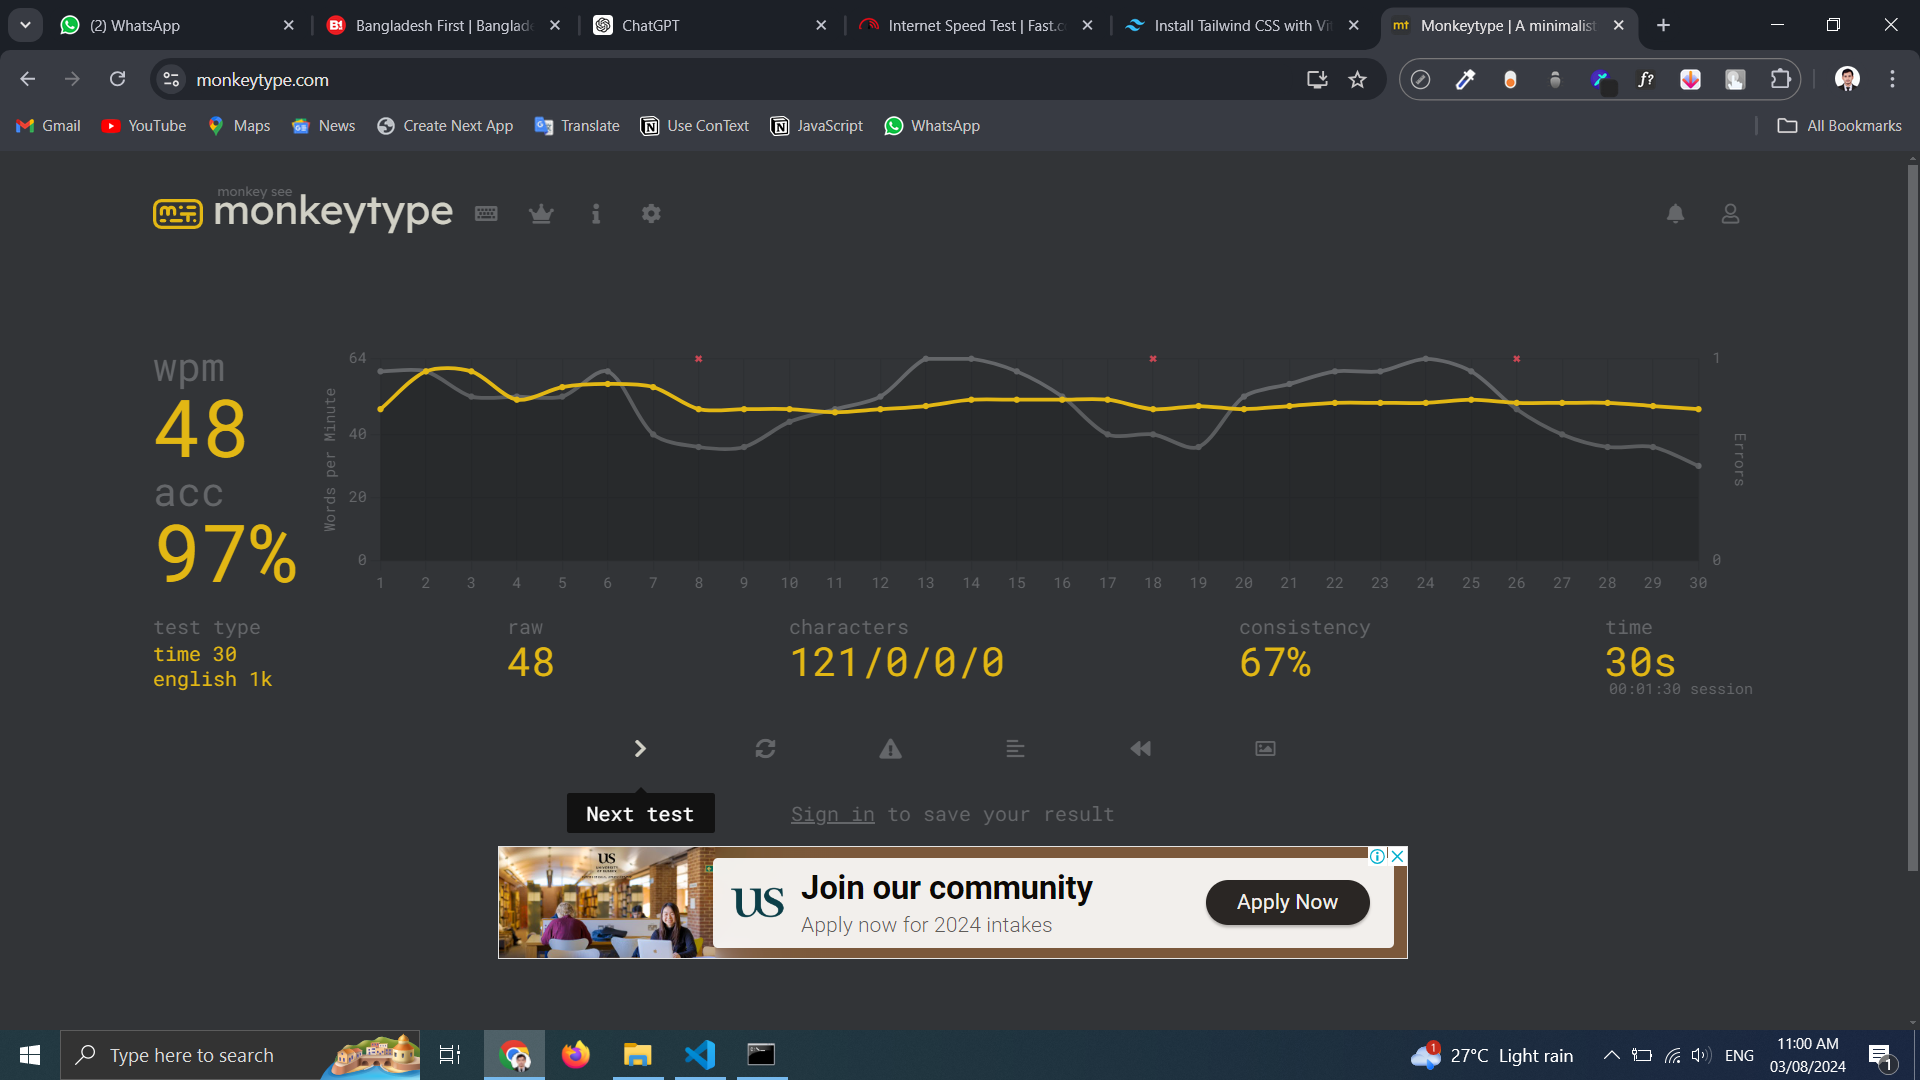 (2) WhatsApp
Bangladesh First | Banglade
ChatGPT
Internet Speed Test | Fast.c
Install Tailwind CSS with Vi
mt Monkeytype | A minimalist
monkeytype.com
f?
Gmail
YouTube
Maps
News
Create Next App
Translate
Use ConText
JavaScript
WhatsApp
All Bookmarks
monkey see
monkeytype
wpm
48
acc
97%
Words per Minute
64
40
20
0
1 2 3 4 5 6 7 8 9 10 11 12 13 14 15 16 17 18 19 20 21 22 23 24 25 26 27 28 29 30
1
0
Errors
test type
time 30
english 1k
raw
48
characters
121/0/0/0
consistency
67%
time
30s
00:01:30 session
Next test
Sign in to save your result
US
US
Join our community
Apply now for 2024 intakes
Apply Now
Type here to search
1
27°C Light rain
ENG
11:00 AM
03/08/2024
1